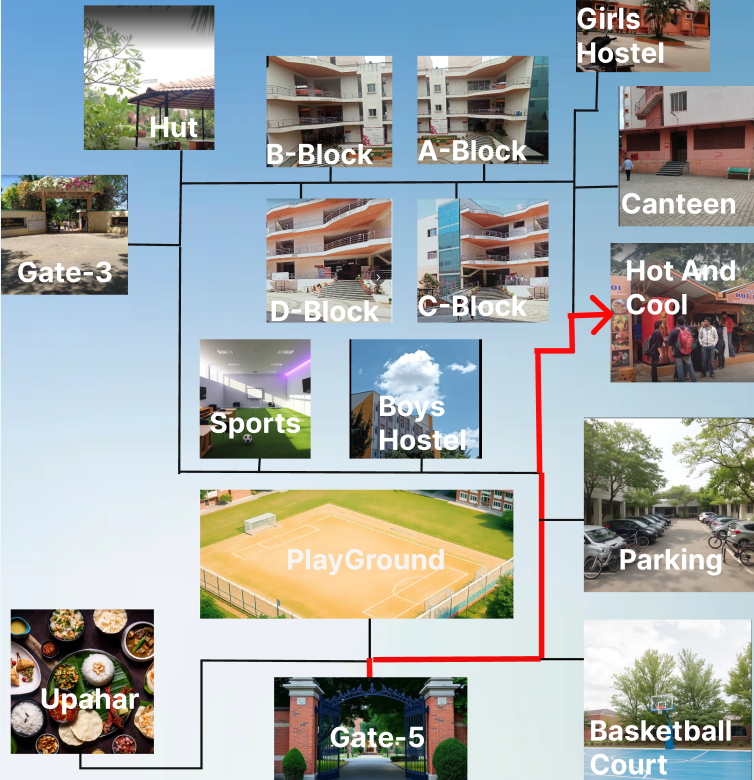 Girls
Hostel
Hut
B-Block
A-Block
Canteen
Gate-3
Hot And
Cool
D-Block
C-Block
Sports
Boys
Hostel
PlayGround
Parking
Upahar
Gate-5
Basketball
Court